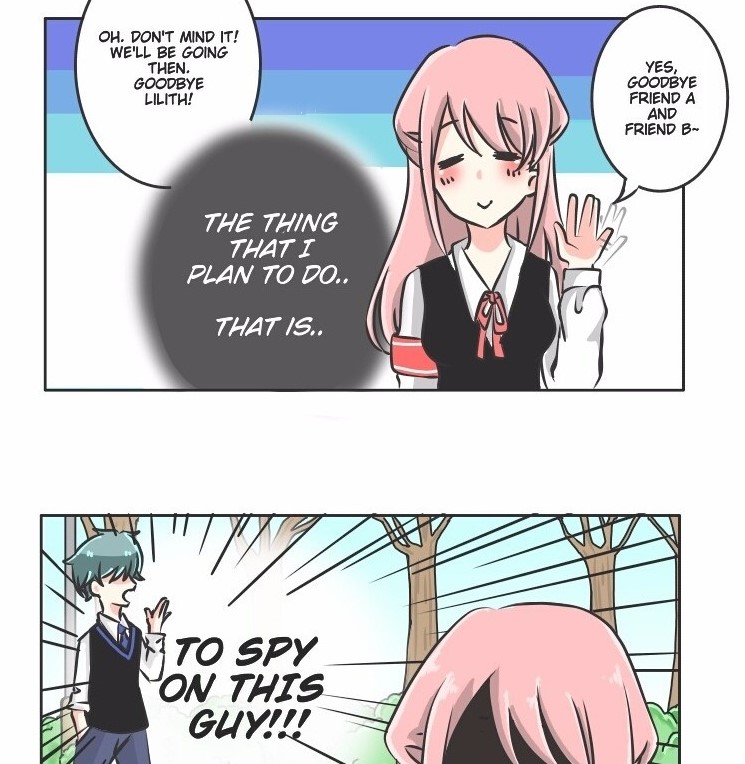 OH. DON'T MIND IT!
WE'LL BE GOING
THEN.
GOODBYE
LILITH!
YES,
GOODBYE
FRIEND A
AND
FRIEND B~
THE THING
THAT I
PLAN TO DO..
THAT IS..
TO SPY
ON THIS
GUY!!!